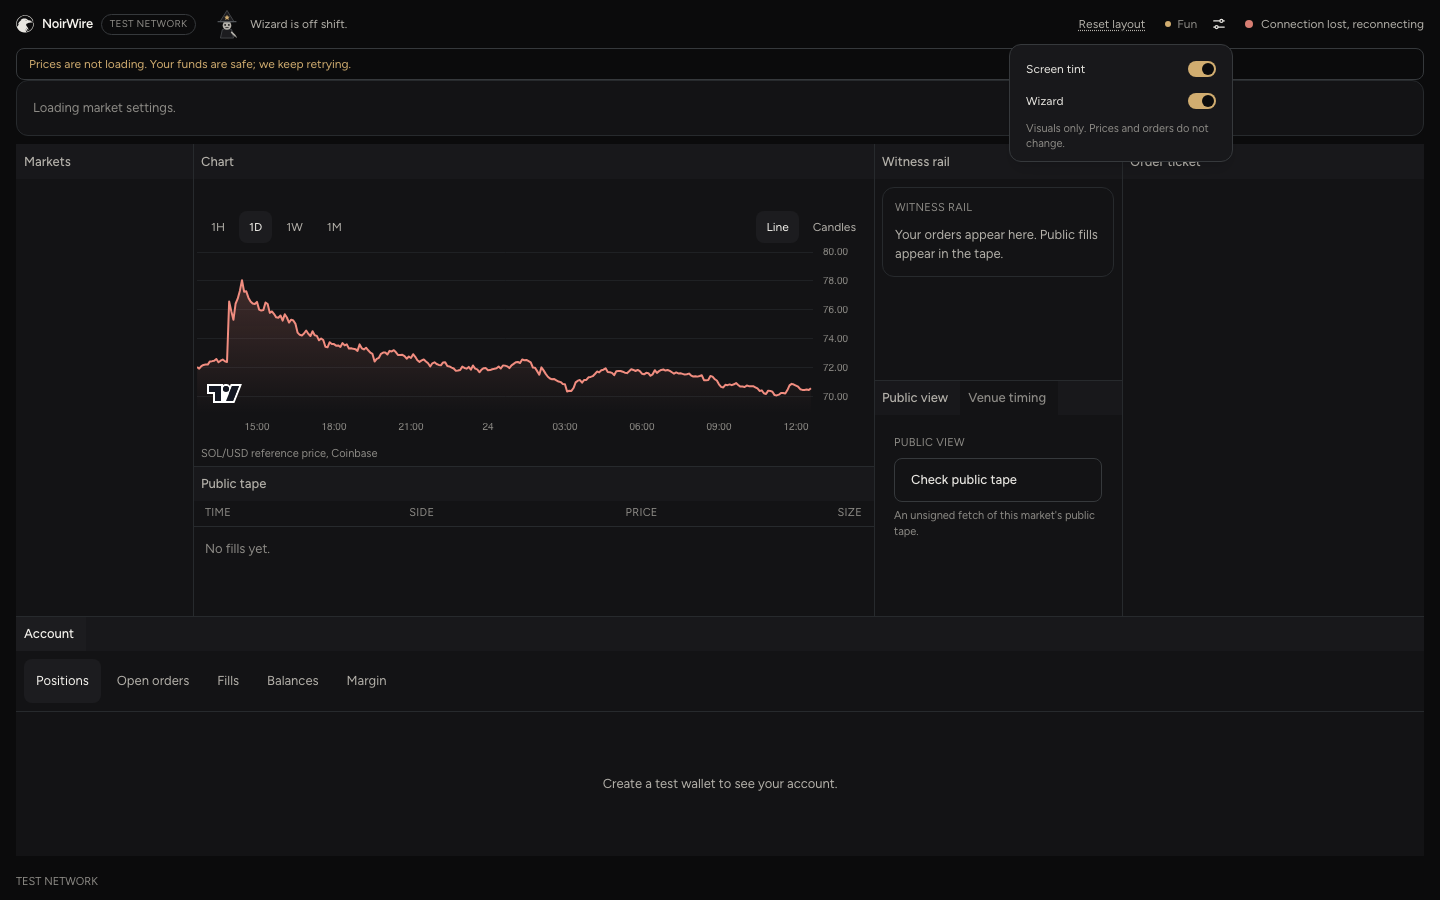 NoirWire
TEST NETWORK
Wizard is off shift.
Reset layout
Fun
Connection lost, reconnecting
Prices are not loading. Your funds are safe; we keep retrying.
Screen tint
Wizard
Visuals only. Prices and orders do not
change.
Loading market settings.
Markets
Chart
Witness rail
Order ticket
1H
1D
1W
1M
Line
Candles
80.00
78.00
76.00
74.00
72.00
70.00
15:00
18:00
21:00
24
03:00
06:00
09:00
12:00
SOL/USD reference price, Coinbase
WITNESS RAIL
Your orders appear here. Public fills
appear in the tape.
Public view
Venue timing
PUBLIC VIEW
Check public tape
An unsigned fetch of this market's public
tape.
Public tape
TIME
SIDE
PRICE
SIZE
No fills yet.
Account
Positions
Open orders
Fills
Balances
Margin
Create a test wallet to see your account.
TEST NETWORK